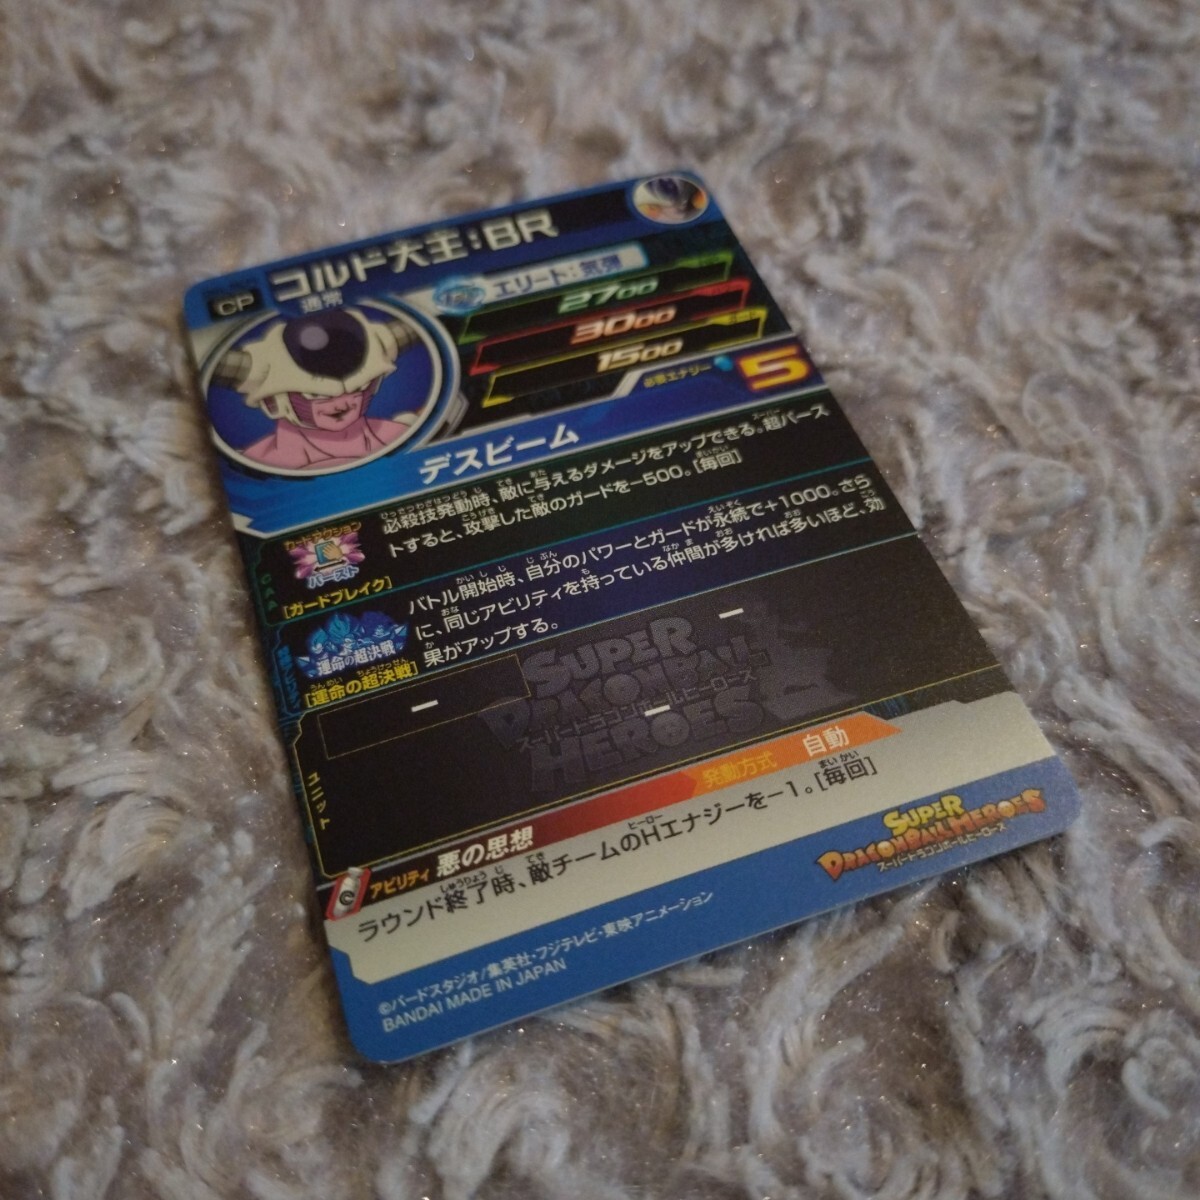 コルド大王:BR
CP
通常
エリート:気弾
2700
3000
1500
必要エナジー 5
デスビーム
カードアクション
バースト
[ガードブレイク]
必殺技発動時、敵に与えるダメージをアップできる。超バース
トすると、攻撃した敵のガードを-500。[毎回]
CAA
運命の超決戦
[運命の超決戦]
バトル開始時、自分のパワーとガードが永続で+1000。さら
に、同じアビリティを持っている仲間が多ければ多いほど、効
果がアップする。
SUPER
DRAGONBALL
スーパードラゴンボールヒーローズ
HEROES
ユニット
アビリティ 悪の思想
発動方式 自動
ラウンド終了時、敵チームのHエナジーを-1。[毎回]
SUPER
DRAGONBALL HEROES
スーパードラゴンボールヒーローズ
©バードスタジオ/集英社・フジテレビ・東映アニメーション
BANDAI MADE IN JAPAN